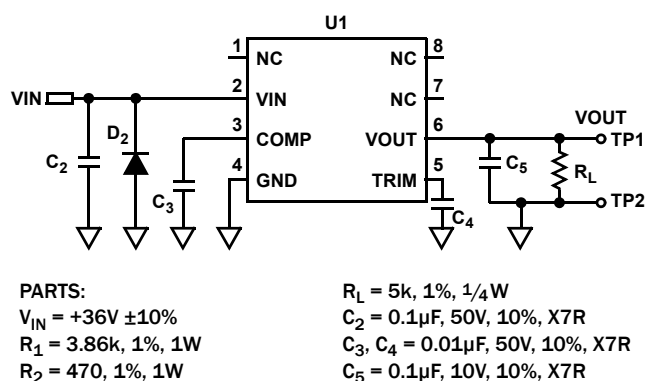 U1
1 NC NC 8
VIN 2 VIN NC 7
D2 3 COMP VOUT 6 VOUT TP1
C2 C3 4 GND TRIM 5 C4 C5 RL
TP2
PARTS:
VIN = +36V ±10%
R1 = 3.86k, 1%, 1W
R2 = 470, 1%, 1W
RL = 5k, 1%, 1/4W
C2 = 0.1µF, 50V, 10%, X7R
C3, C4 = 0.01µF, 50V, 10%, X7R
C5 = 0.1µF, 10V, 10%, X7R